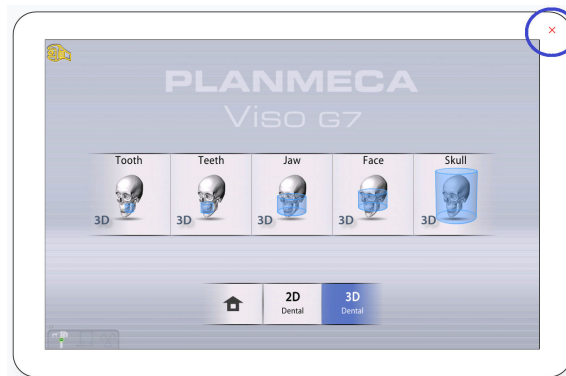 PLANMECA
Viso G7
Tooth Teeth Jaw Face Skull
3D 3D 3D 3D 3D
2D 3D
Dental Dental